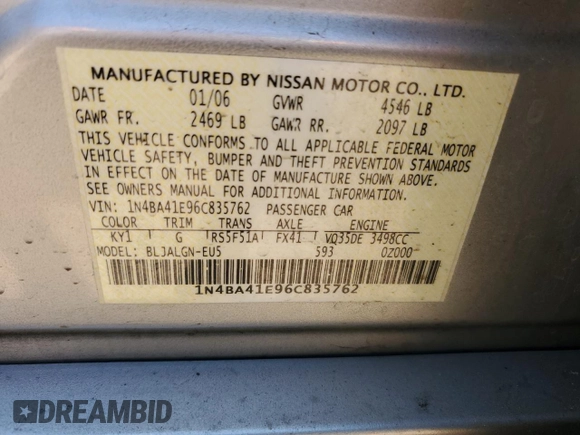 MANUFACTURED BY NISSAN MOTOR CO., LTD.
DATE 01/06 GVWR 4546 LB
GAWR FR. 2469 LB GAWR RR. 2097 LB
THIS VEHICLE CONFORMS TO ALL APPLICABLE FEDERAL MOTOR
VEHICLE SAFETY, BUMPER AND THEFT PREVENTION STANDARDS
IN EFFECT ON THE DATE OF MANUFACTURE SHOWN ABOVE.
SEE OWNERS MANUAL FOR ADDITIONAL INFORMATION.
VIN: 1N4BA41E96C835762 PASSENGER CAR
COLOR TRIM TRANS AXLE ENGINE
KY1 G RS5F51A FX41 VQ35DE 3498CC
MODEL: BLJALGN-EU5 593 0Z000
1N4BA41E96C835762
DREAMBID